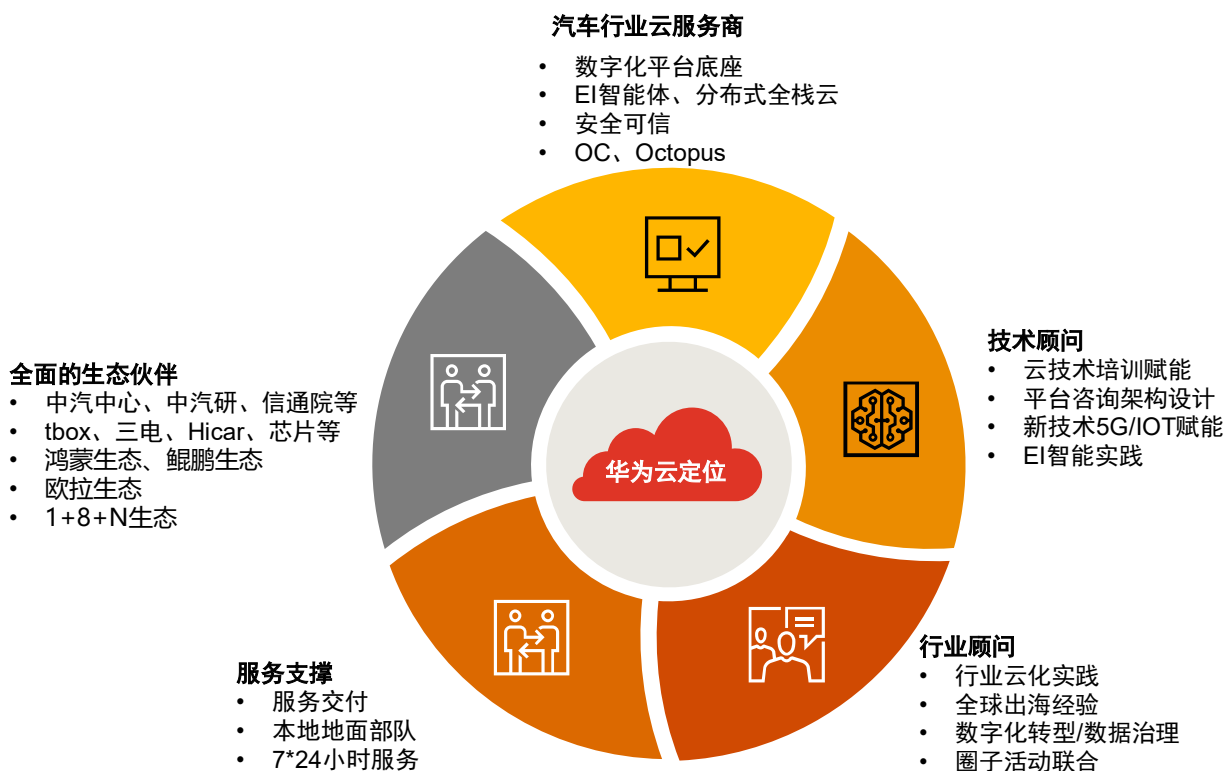 汽车行业云服务商
• 数字化平台底座
• EI智能体、分布式全栈云
• 安全可信
• OC、Octopus
技术顾问
• 云技术培训赋能
• 平台咨询架构设计
• 新技术5G/IOT赋能
• EI智能实践
行业顾问
• 行业云化实践
• 全球出海经验
• 数字化转型/数据治理
• 圈子活动联合
服务支撑
• 服务交付
• 本地地面部队
• 7*24小时服务
全面的生态伙伴
• 中汽中心、中汽研、信通院等
• tbox、三电、Hicar、芯片等
• 鸿蒙生态、鲲鹏生态
• 欧拉生态
• 1+8+N生态
华为云定位